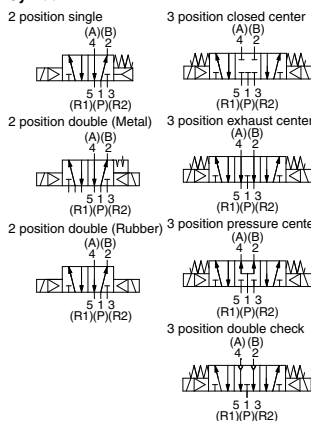 2 position single
(A)(B)
4 2
5 1 3
(R1)(P)(R2)
2 position double (Metal)
(A)(B)
4 2
5 1 3
(R1)(P)(R2)
2 position double (Rubber)
(A)(B)
4 2
5 1 3
(R1)(P)(R2)
3 position closed center
(A)(B)
4 2
5 1 3
(R1)(P)(R2)
3 position exhaust center
(A)(B)
4 2
5 1 3
(R1)(P)(R2)
3 position pressure cente
(A)(B)
4 2
5 1 3
(R1)(P)(R2)
3 position double check
(A)(B)
4 2
5 1 3
(R1)(P)(R2)